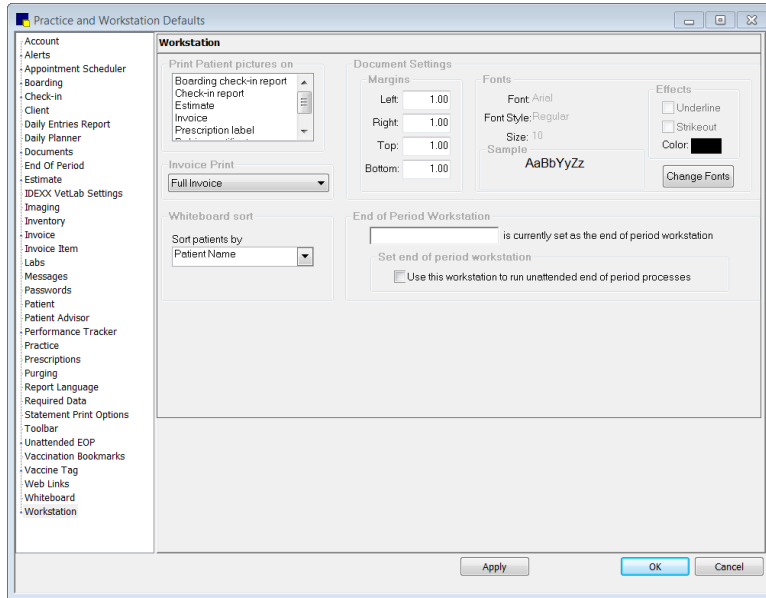 Practice and Workstation Defaults
Account
Alerts
Appointment Scheduler
Boarding
Check-in
Client
Daily Entries Report
Daily Planner
Documents
End Of Period
Estimate
IDEXX VetLab Settings
Imaging
Inventory
Invoice
Invoice Item
Labs
Messages
Passwords
Patient
Patient Advisor
Performance Tracker
Practice
Prescriptions
Purging
Report Language
Required Data
Statement Print Options
Toolbar
Unattended EOP
Vaccination Bookmarks
Vaccine Tag
Web Links
Whiteboard
Workstation
Workstation
Print Patient pictures on
Boarding check-in report
Check-in report
Estimate
Invoice
Prescription label
Invoice Print
Full Invoice
Whiteboard sort
Sort patients by
Patient Name
Document Settings
Margins
Left: 1.00
Right: 1.00
Top: 1.00
Bottom: 1.00
Fonts
Font: Arial
Font Style: Regular
Size: 10
Sample
AaBbYyZz
Effects
Underline
Strikeout
Color:
Change Fonts
End of Period Workstation
is currently set as the end of period workstation
Set end of period workstation
Use this workstation to run unattended end of period processes
Apply
OK
Cancel